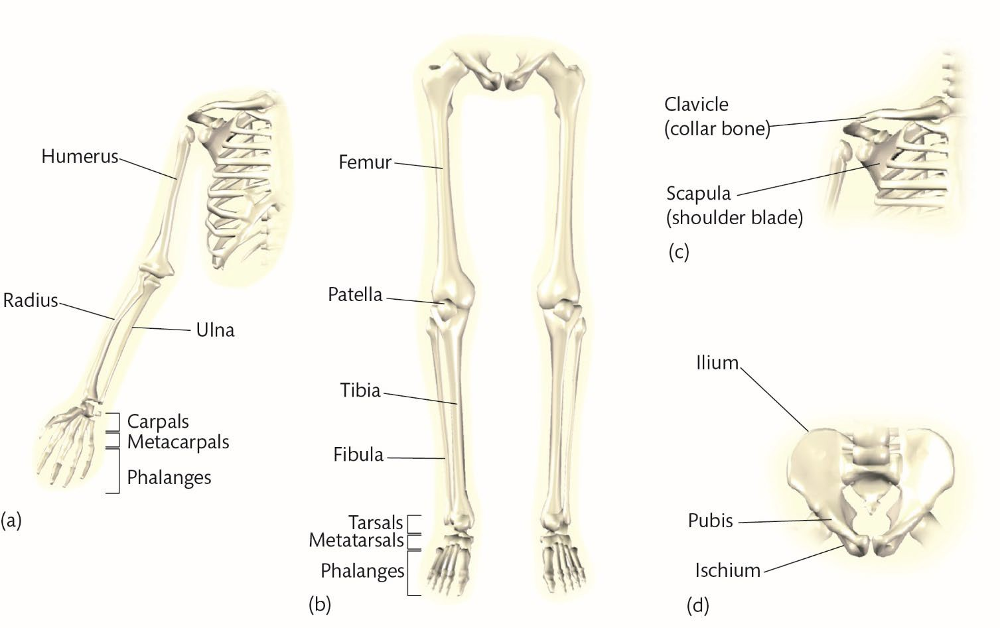 Humerus
Radius
Ulna
Carpals
Metacarpals
Phalanges
(a)
Femur
Patella
Tibia
Fibula
Tarsals
Metatarsals
Phalanges
(b)
Clavicle
(collar bone)
Scapula
(shoulder blade)
(c)
Ilium
Pubis
Ischium
(d)